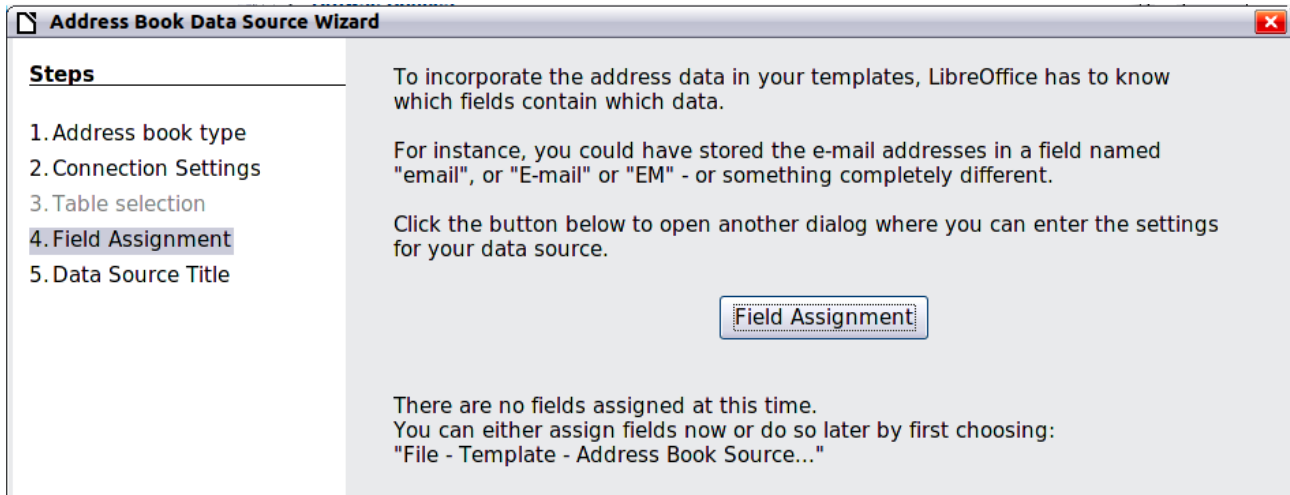 Address Book Data Source Wizard
Steps
1. Address book type
2. Connection Settings
3. Table selection
4. Field Assignment
5. Data Source Title
To incorporate the address data in your templates, LibreOffice has to know
which fields contain which data.
For instance, you could have stored the e-mail addresses in a field named
"email", or "E-mail" or "EM" - or something completely different.
Click the button below to open another dialog where you can enter the settings
for your data source.
Field Assignment
There are no fields assigned at this time.
You can either assign fields now or do so later by first choosing:
"File - Template - Address Book Source..."